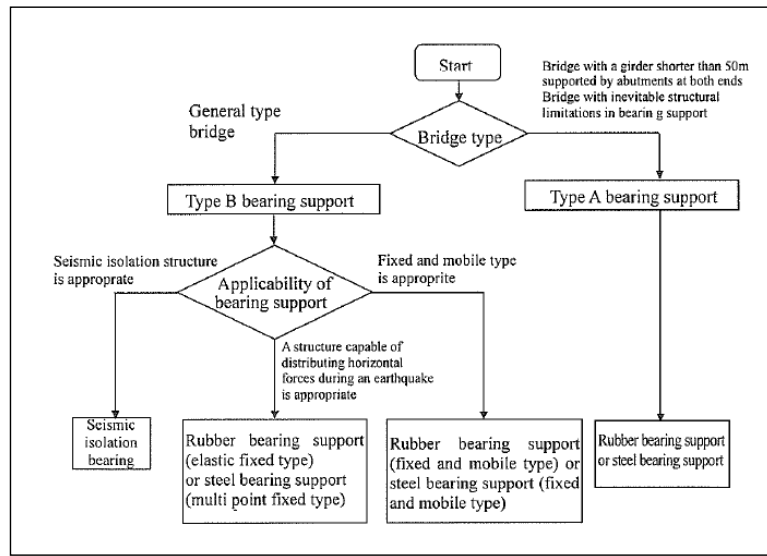 Start
Bridge with a girder shorter than 50m
supported by abutments at both ends
Bridge with inevitable structural
limitations in bearin g support
General type
bridge
Bridge type
Type B bearing support
Type A bearing support
Seismic isolation structure
is approprate
Applicability of
bearing support
Fixed and mobile type
is approprite
A structure capable of
distributing horizontal
forces during an earthquake
is appropriate
Seismic
isolation
bearing
Rubber bearing support
(elastic fixed type)
or steel bearing support
(multi point fixed type)
Rubber bearing support
(fixed and mobile type) or
steel bearing support (fixed
and mobile type)
Rubber bearing support
or steel bearing support